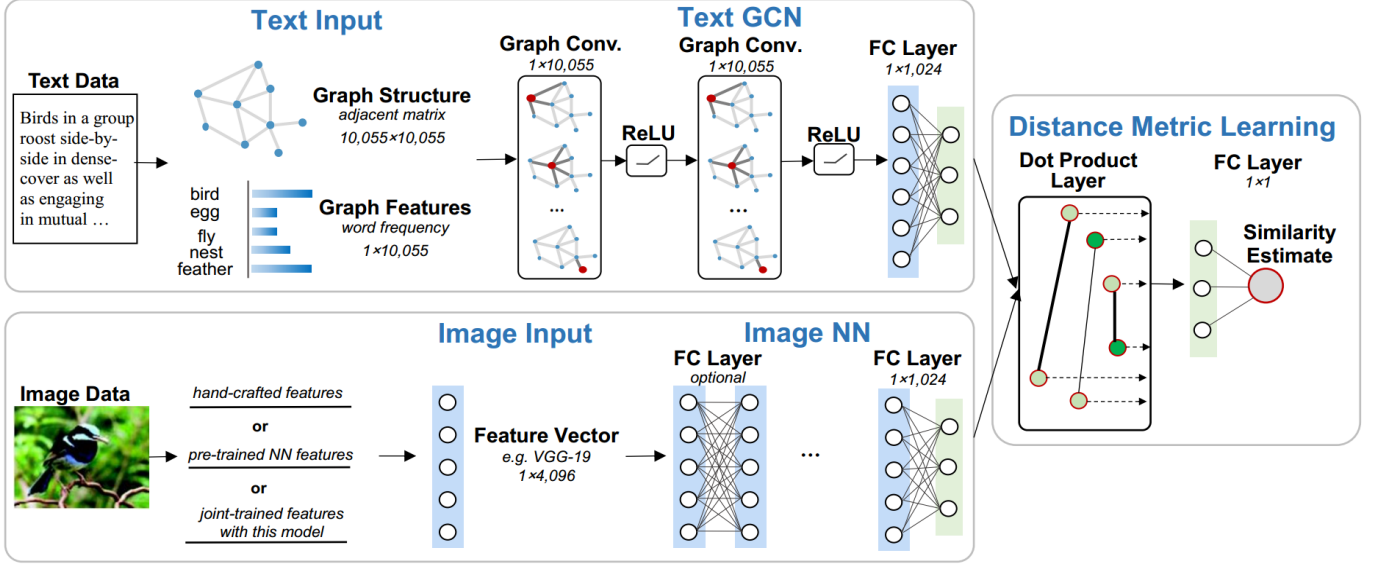 Text Input
Text GCN
Text Data
Birds in a group
roost side-by-
side in dense-
cover as well
as engaging
in mutual …
Graph Structure
adjacent matrix
10,055×10,055
bird
egg
fly
nest
feather
Graph Features
word frequency
1×10,055
Graph Conv.
1×10,055
...
ReLU
Graph Conv.
1×10,055
...
ReLU
FC Layer
1×1,024
Image Input
Image NN
Image Data
hand-crafted features
or
pre-trained NN features
or
joint-trained features
with this model
Feature Vector
e.g. VGG-19
1×4,096
FC Layer
optional
...
FC Layer
1×1,024
Distance Metric Learning
Dot Product
Layer
FC Layer
1×1
Similarity
Estimate